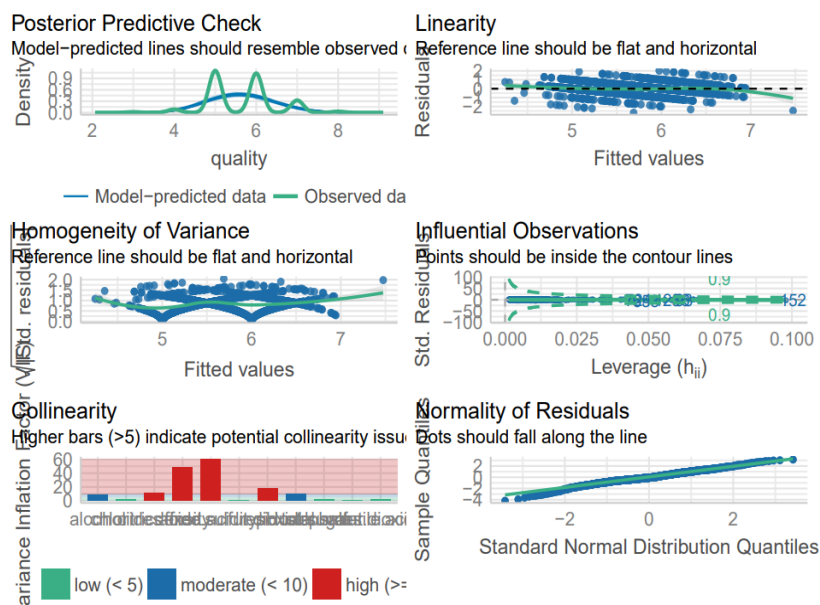 Posterior Predictive Check
Model-predicted lines should resemble observed
Density
0.9
0.6
0.3
0.0
2 4 6 8
quality
Model-predicted data Observed da
Linearity
Reference line should be flat and horizontal
Residuals
2
0
-2
5 6 7
Fitted values
Homogeneity of Variance
Reference line should be flat and horizontal
Std. residuals
2.0
1.5
1.0
0.5
0.0
5 6 7
Fitted values
Influential Observations
Points should be inside the contour lines
Std. Residuals
100
50
0
-50
-100
0.9
0.9
152
0.000 0.025 0.050 0.075 0.100
Leverage (hii)
Collinearity
Higher bars (>5) indicate potential collinearity issu
ariance Inflation Factor (VIF)
60
40
20
0
low (< 5) moderate (< 10) high (>=
Normality of Residuals
Dots should fall along the line
Sample Quantiles
2
0
-2
-4
-2 0 2
Standard Normal Distribution Quantiles